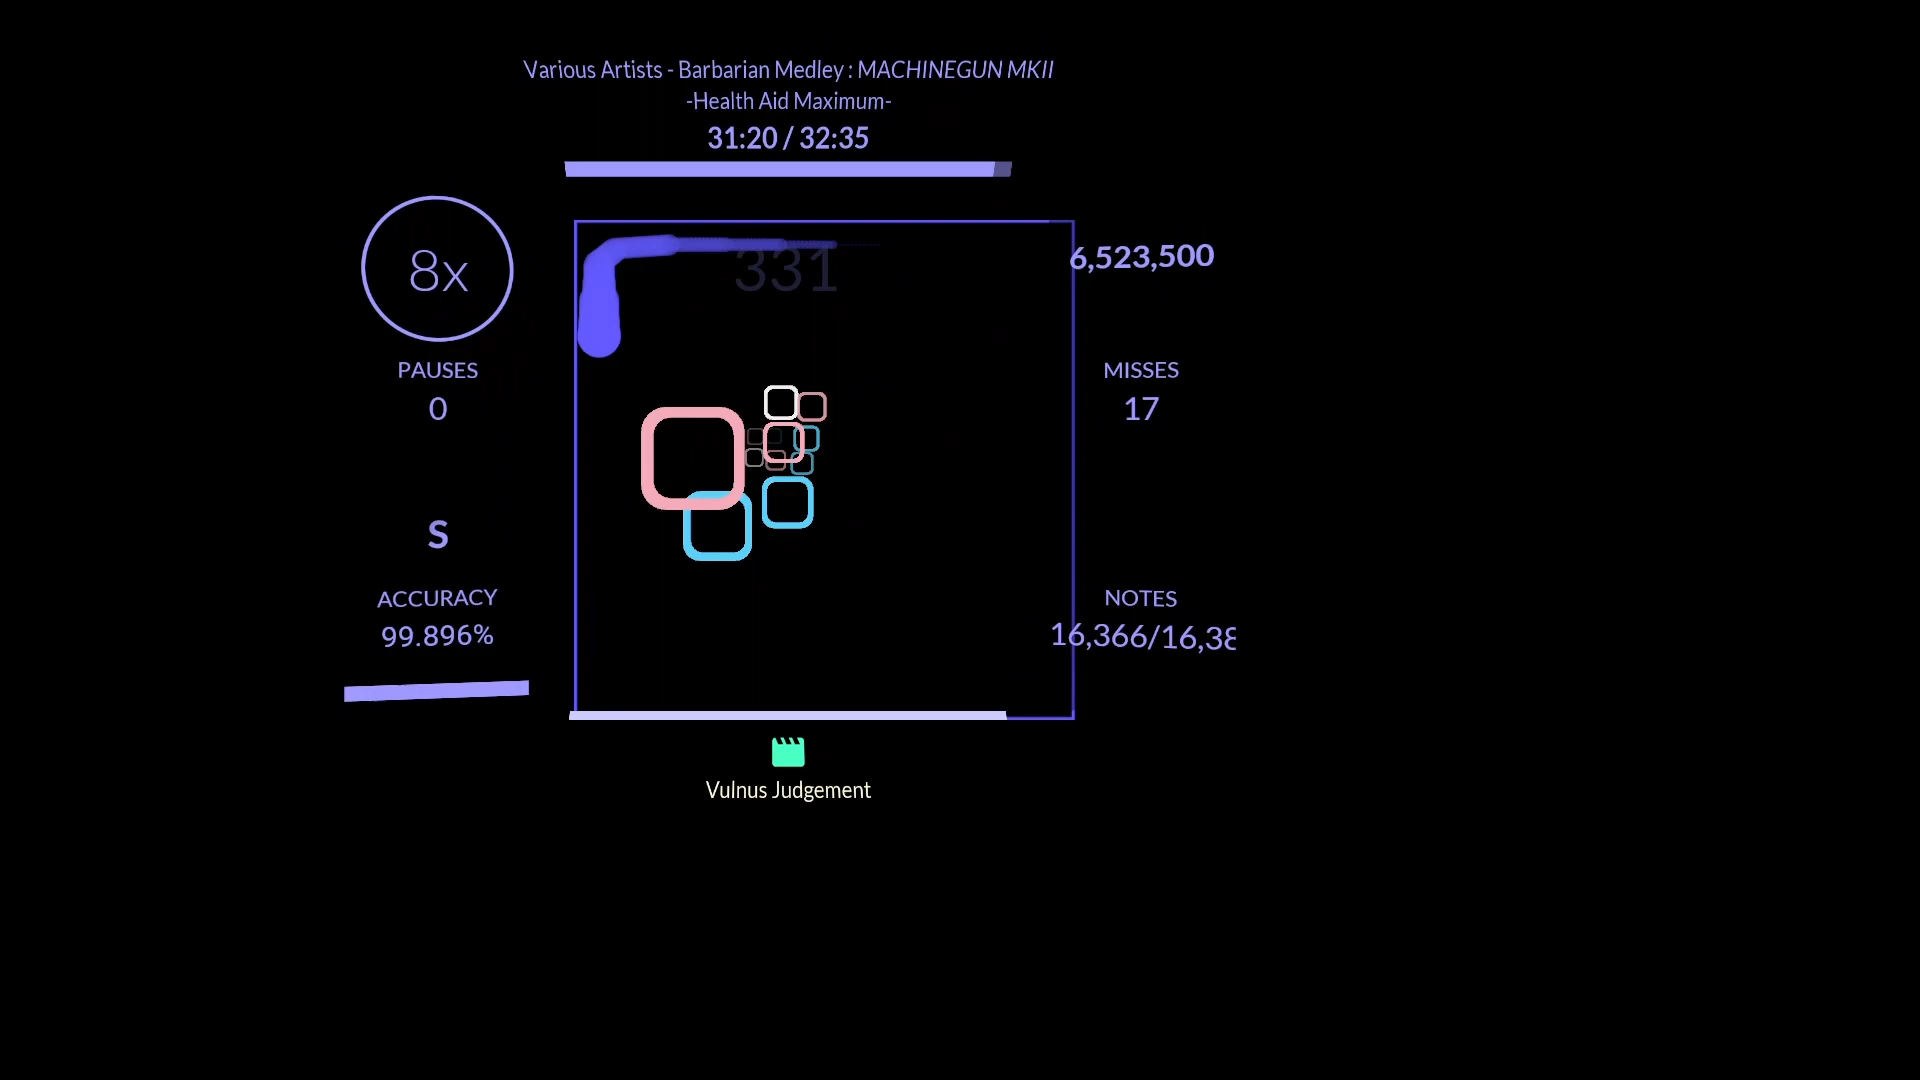 Various Artists - Barbarian Medley : MACHINEGUN MKII
-Health Aid Maximum-
31:20 / 32:35
8x
331
6,523,500
PAUSES
0
MISSES
17
S
ACCURACY
99.896%
NOTES
16,366/16,38
Vulnus Judgement